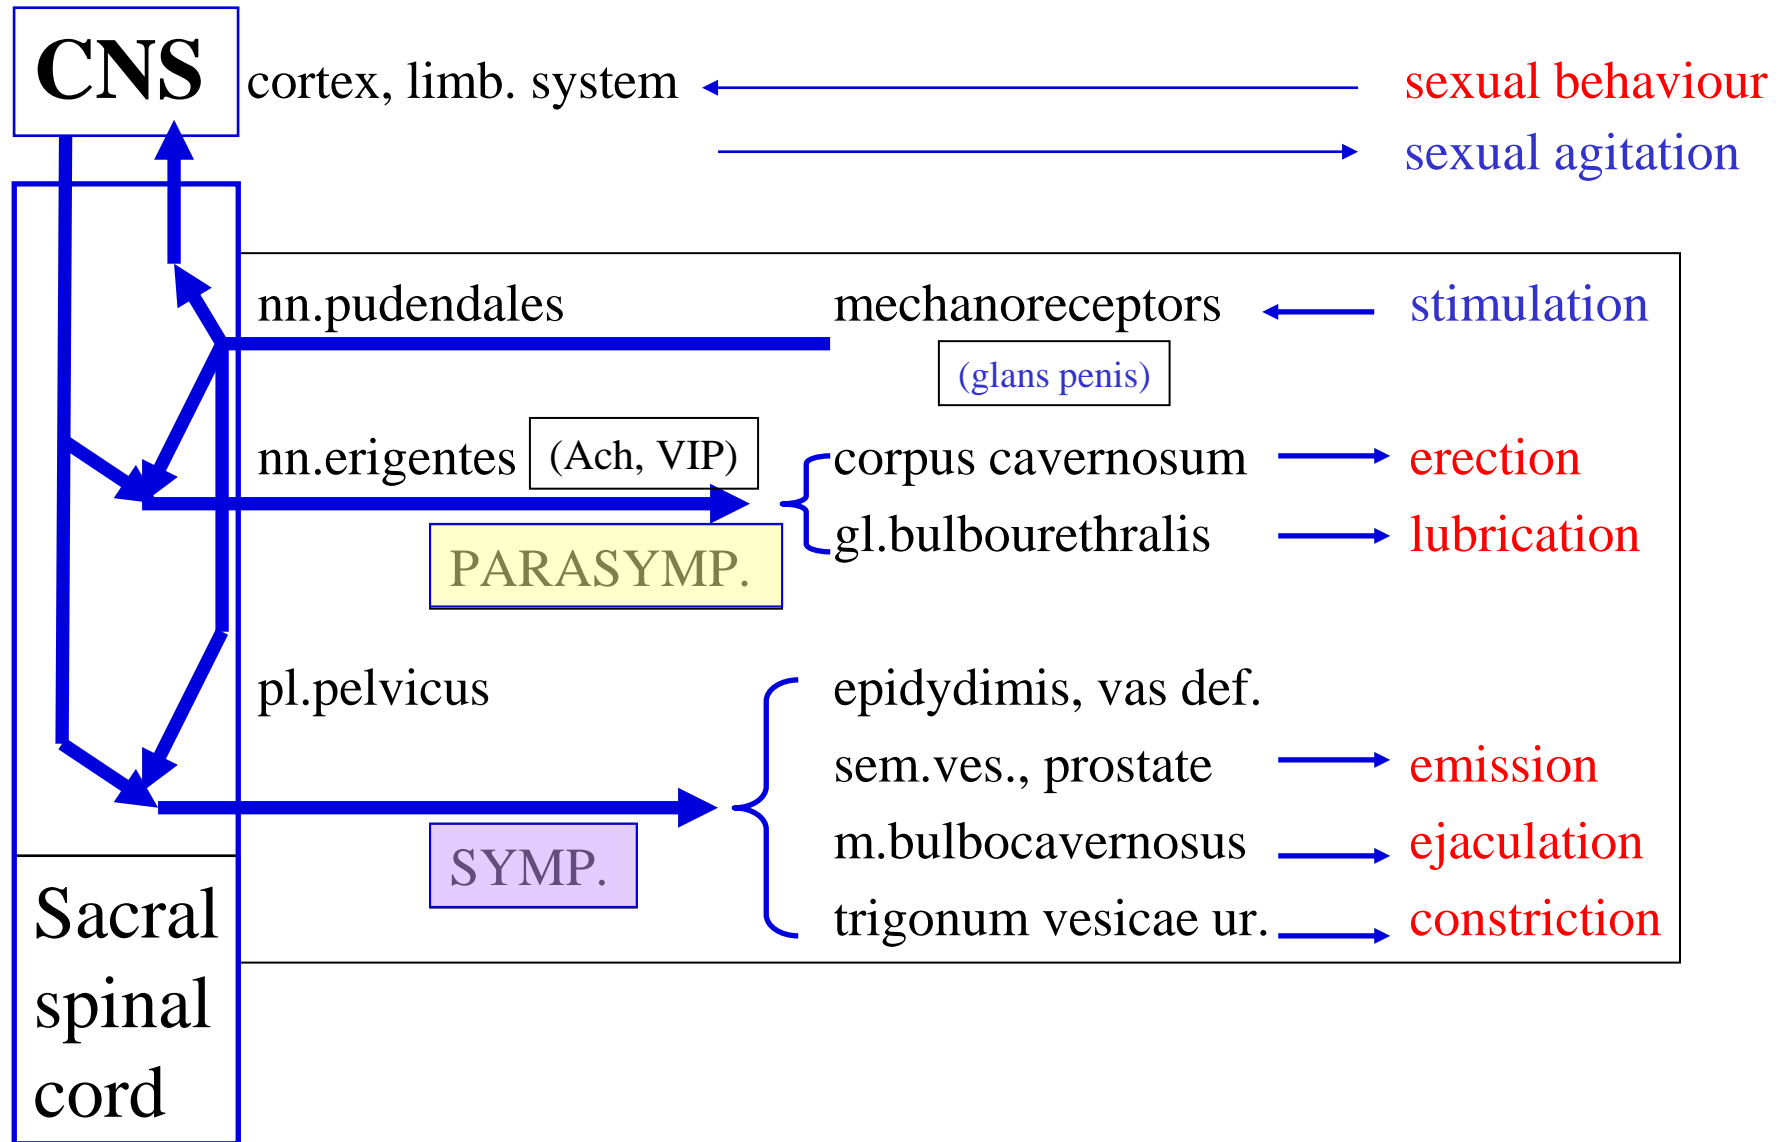 CNS cortex, limb. system sexual behaviour
sexual agitation
nn.pudendales mechanoreceptors stimulation
(glans penis)
nn.erigentes (Ach, VIP) corpus cavernosum erection
gl.bulbourethralis lubrication
PARASYMP.
pl.pelvicus epidydimis, vas def.
sem.ves., prostate emission
m.bulbocavernosus ejaculation
SYMP.
trigonum vesicae ur. constriction
Sacral
spinal
cord